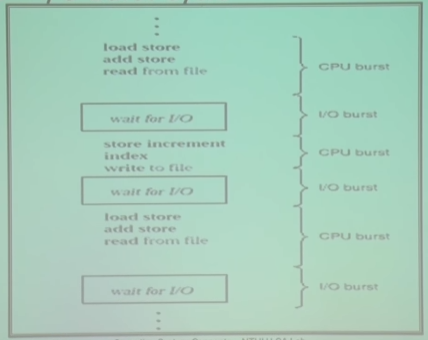 load store
add store
read from file
CPU burst
wait for I/O
I/O burst
store increment
index
write to file
CPU burst
wait for I/O
I/O burst
load store
add store
read from file
CPU burst
wait for I/O
I/O burst